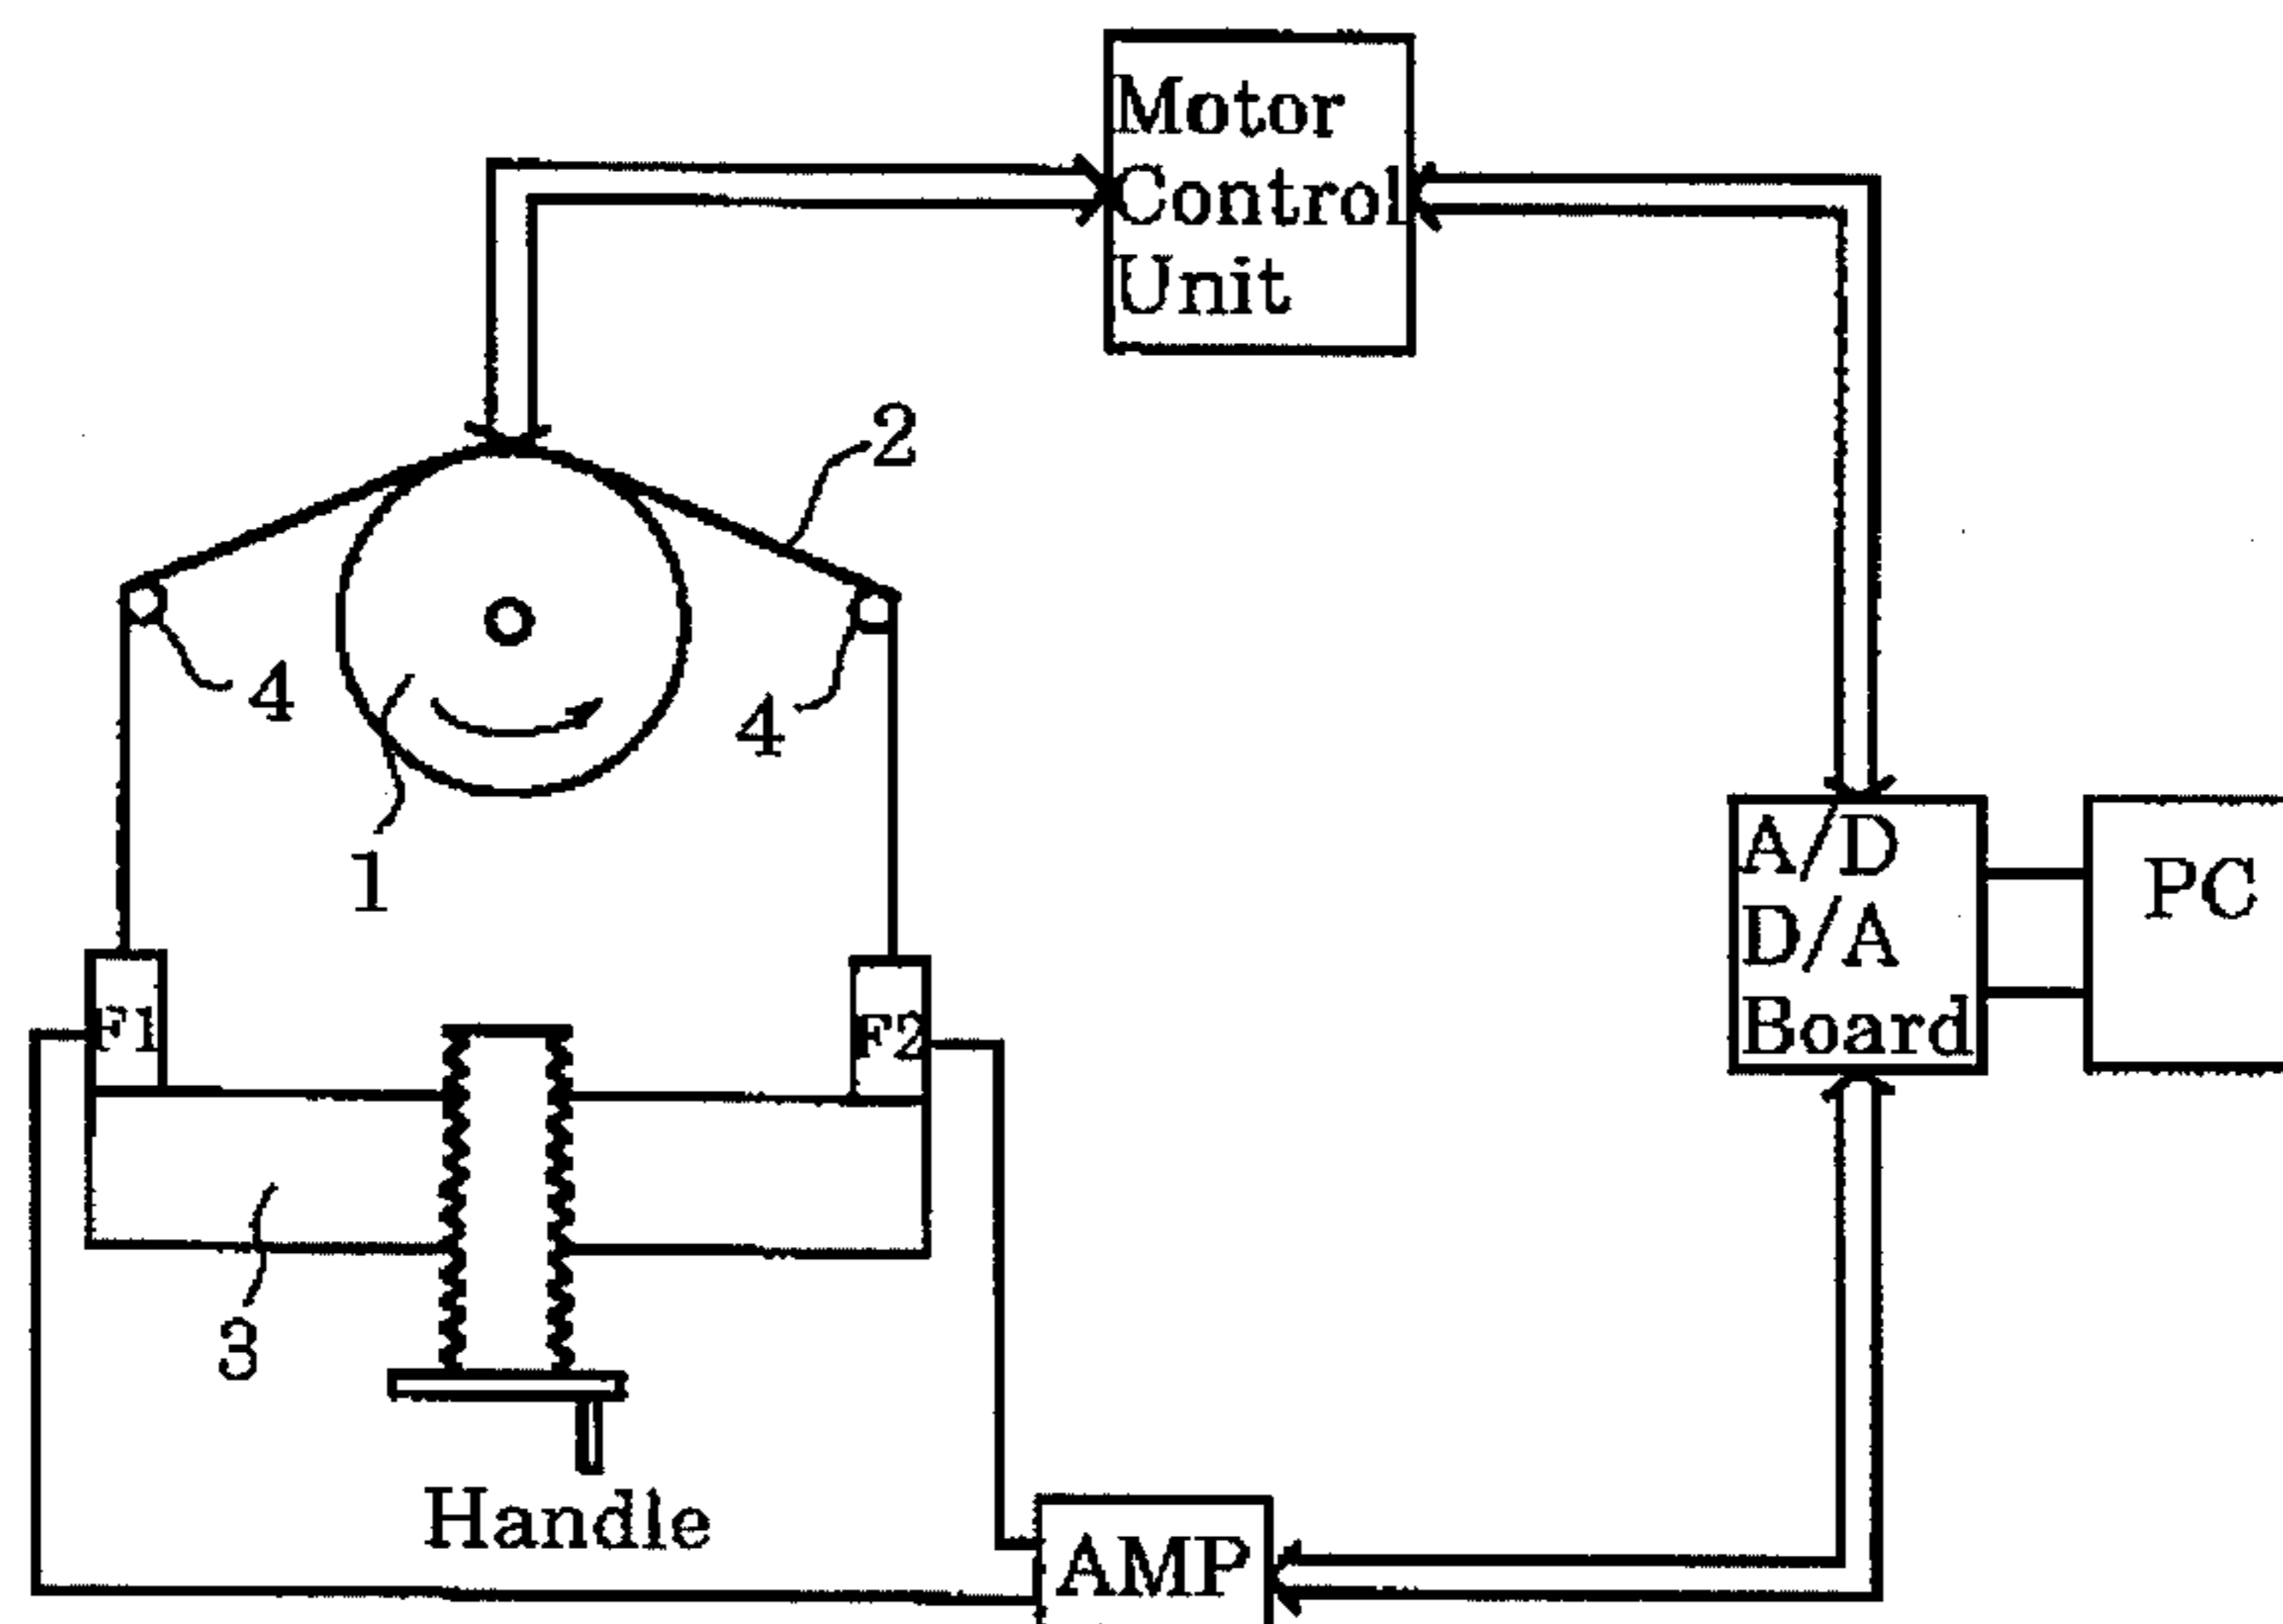 Motor
Control
Unit
2
4
4
1
A/D
D/A
Board
PC
F1
F2
3
Handle
AMP